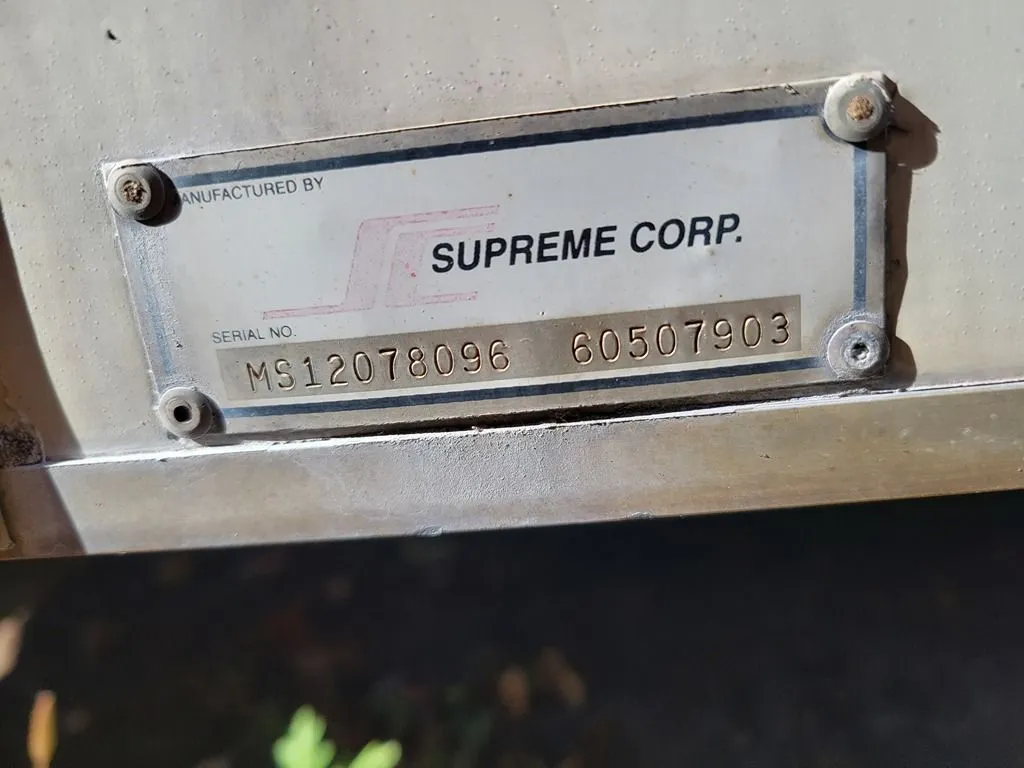 ANUFACTURED BY
SUPREME CORP.
SERIAL NO.
MS12078096 60507903